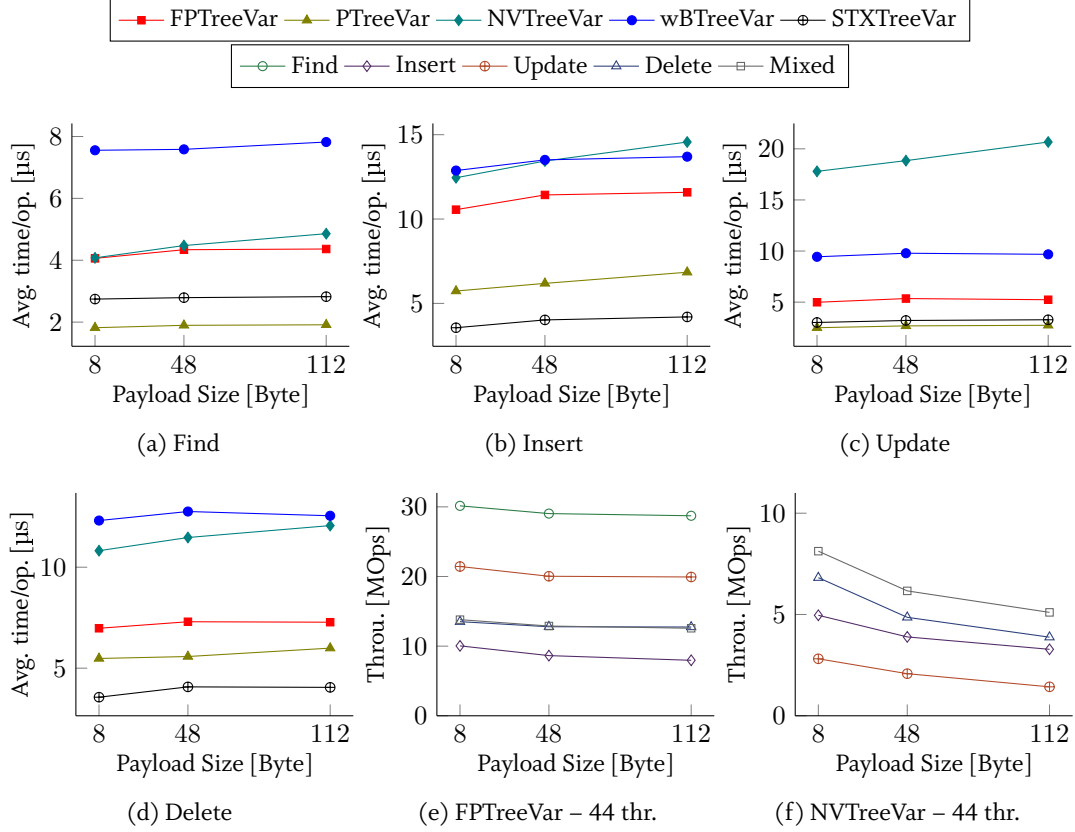 FPTreeVar PTreeVar NVTreeVar wBTreeVar STXTreeVar
Find Insert Update Delete Mixed
8
6
4
2
Avg. time/op. [µs]
8 48 112
Payload Size [Byte]
(a) Find
15
10
5
Avg. time/op. [µs]
8 48 112
Payload Size [Byte]
(b) Insert
20
15
10
5
Avg. time/op. [µs]
8 48 112
Payload Size [Byte]
(c) Update
10
5
Avg. time/op. [µs]
8 48 112
Payload Size [Byte]
(d) Delete
30
20
10
0
Throu. [MOps]
8 48 112
Payload Size [Byte]
(e) FPTreeVar – 44 thr.
10
5
0
Throu. [MOps]
8 48 112
Payload Size [Byte]
(f) NVTreeVar – 44 thr.